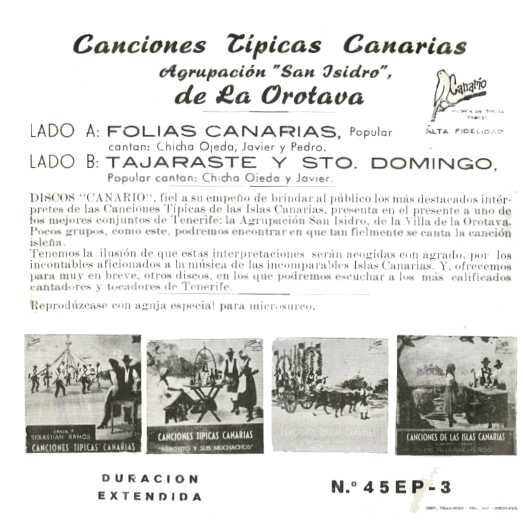 Canciones Típicas Canarias
Agrupación "San Isidro",
de La Orotava
Canario
ALTA FIDELIDAD
LADO A: FOLIAS CANARIAS, Popular
cantan: Chicha Ojeda, Javier y Pedro.
LADO B: TAJARASTE Y STO. DOMINGO,
Popular cantan: Chicha Ojeda y Javier.
DISCOS "CANARIO", fiel a su empeño de brindar al público los más destacados intér-
pretes de las Canciones Típicas de las Islas Canarias, presenta en el presente a uno de
los mejores conjuntos de Tenerife: la Agrupación San Isidro, de la Villa de la Orotava.
Pocos grupos, como este, podremos encontrar en que tan fielmente se canta la canción
isleña.
Tenemos la ilusión de que estas interpretaciones serán acogidas con agrado, por los
incontables aficionados a la música de las incomparables Islas Canarias. Y, ofrecemos
para muy en breve, otros discos, en los que podremos escuchar a los más calificados
cantadores y tocadores de Tenerife.
Reprodúzcase con aguja especial para microsurco.
SEBASTIAN RAMOS
CANCIONES TIPICAS CANARIAS
CANCIONES TIPICAS CANARIAS
CANCIONES DE LAS ISLAS CANARIAS
DURACION
EXTENDIDA
N.º 45EP-3